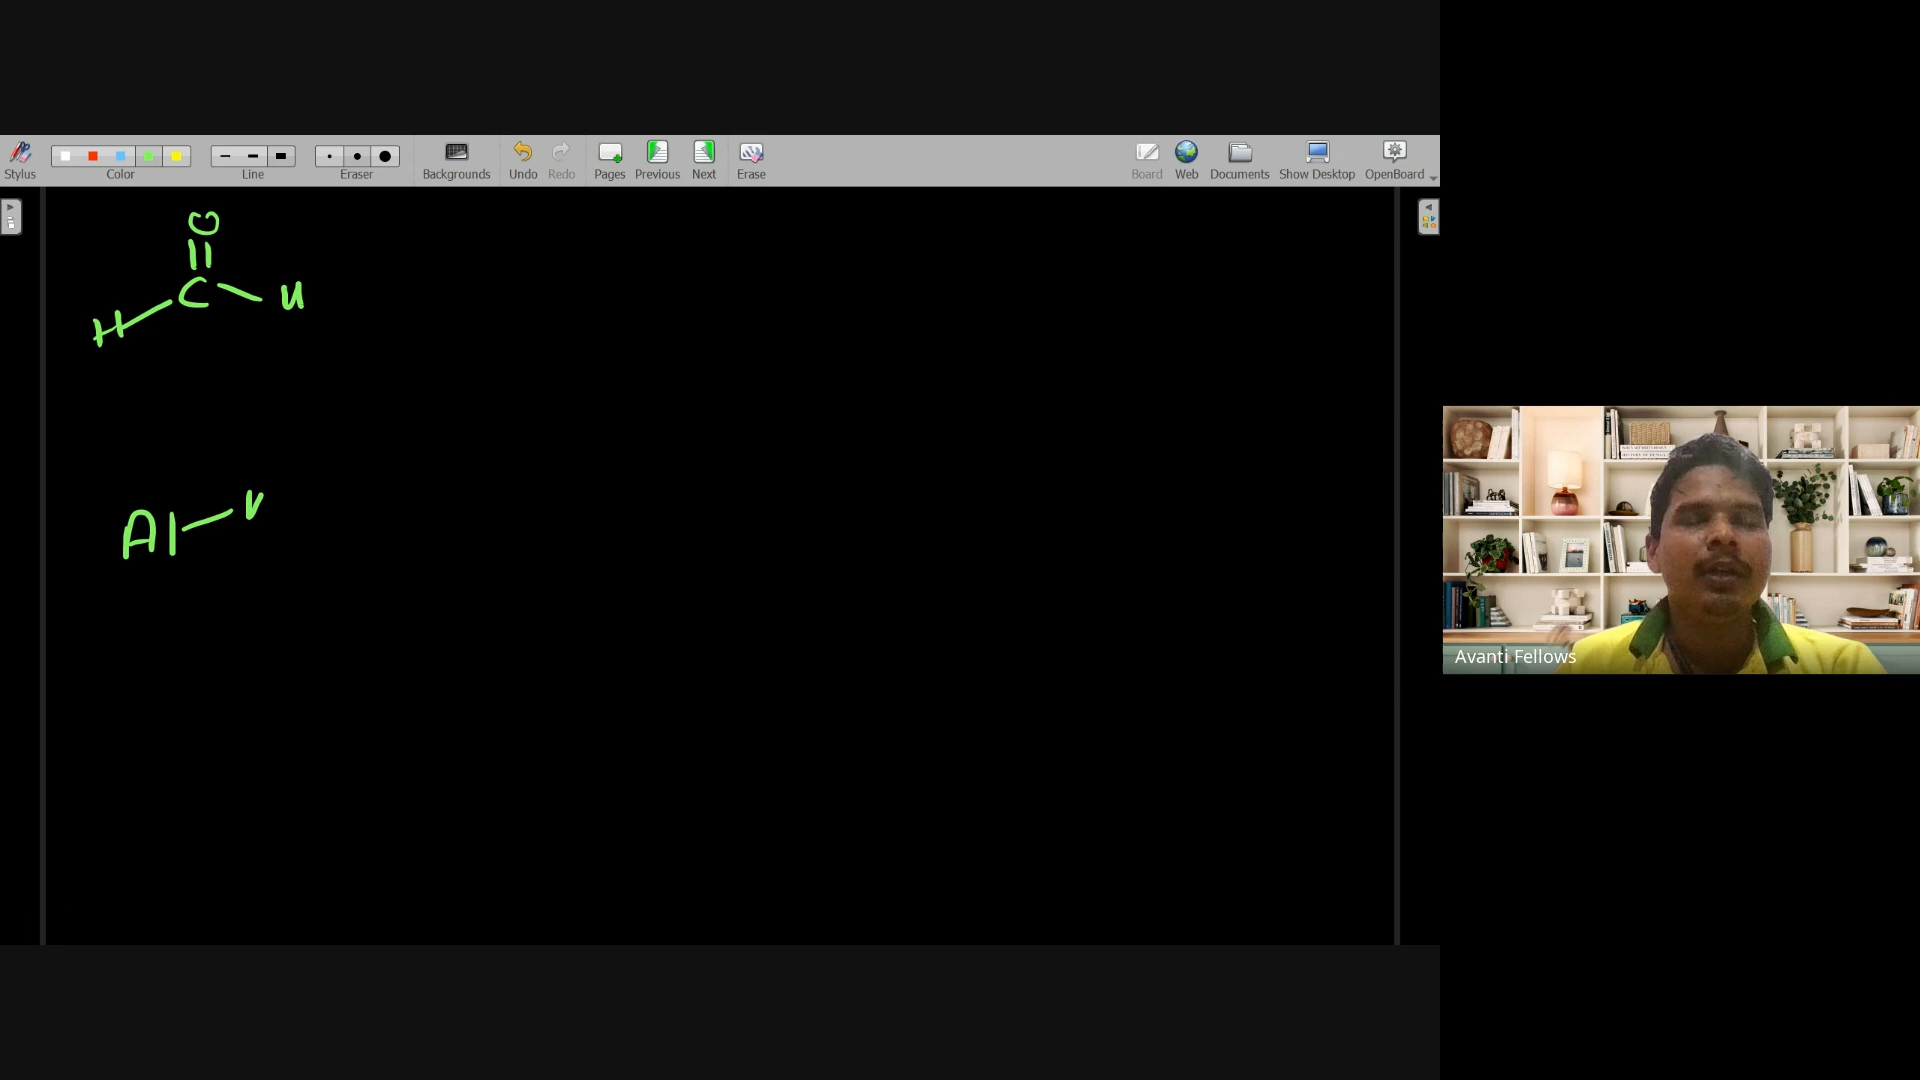 Stylus
Color
Line
Eraser
Backgrounds
Undo
Redo
Pages
Previous
Next
Erase
Board
Web
Documents
Show Desktop
OpenBoard
O
C
H
H
Al
Avanti Fellows